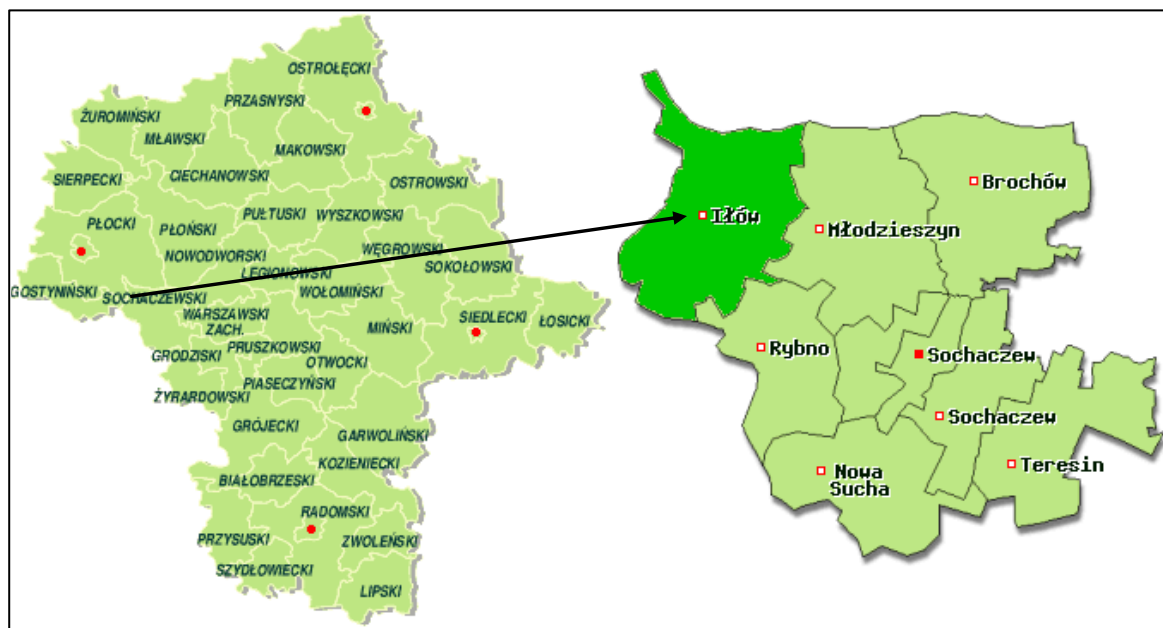 OSTROŁĘCKI
PRZASNYSKI
ŻUROMIŃSKI
MŁAWSKI
MAKOWSKI
SIERPECKI
CIECHANOWSKI
OSTROWSKI
PŁOCKI
PŁOŃSKI
PUŁTUSKI
WYSZKOWSKI
NOWODWORSKI
WĘGROWSKI
LEGIONOWSKI
SOKOŁOWSKI
GOSTYNIŃSKI
SOCHACZEWSKI
WOŁOMIŃSKI
WARSZAWSKI
ZACH.
MIŃSKI
SIEDLECKI
ŁOSICKI
GRODZISKI
PRUSZKOWSKI
OTWOCKI
PIASECZYŃSKI
ŻYRARDOWSKI
GRÓJECKI
GARWOLIŃSKI
KOZIENIECKI
BIAŁOBRZESKI
RADOMSKI
PRZYSUSKI
ZWOLEŃSKI
SZYDŁOWIECKI
LIPSKI
Brochów
Iłów
Młodzieszyn
Rybno
Sochaczew
Sochaczew
Nowa
Sucha
Teresin